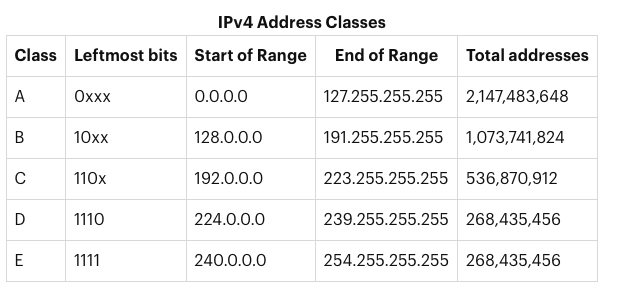 IPv4 Address Classes
Class Leftmost bits Start of Range End of Range Total addresses
A 0xxx 0.0.0.0 127.255.255.255 2,147,483,648
B 10xx 128.0.0.0 191.255.255.255 1,073,741,824
C 110x 192.0.0.0 223.255.255.255 536,870,912
D 1110 224.0.0.0 239.255.255.255 268,435,456
E 1111 240.0.0.0 254.255.255.255 268,435,456